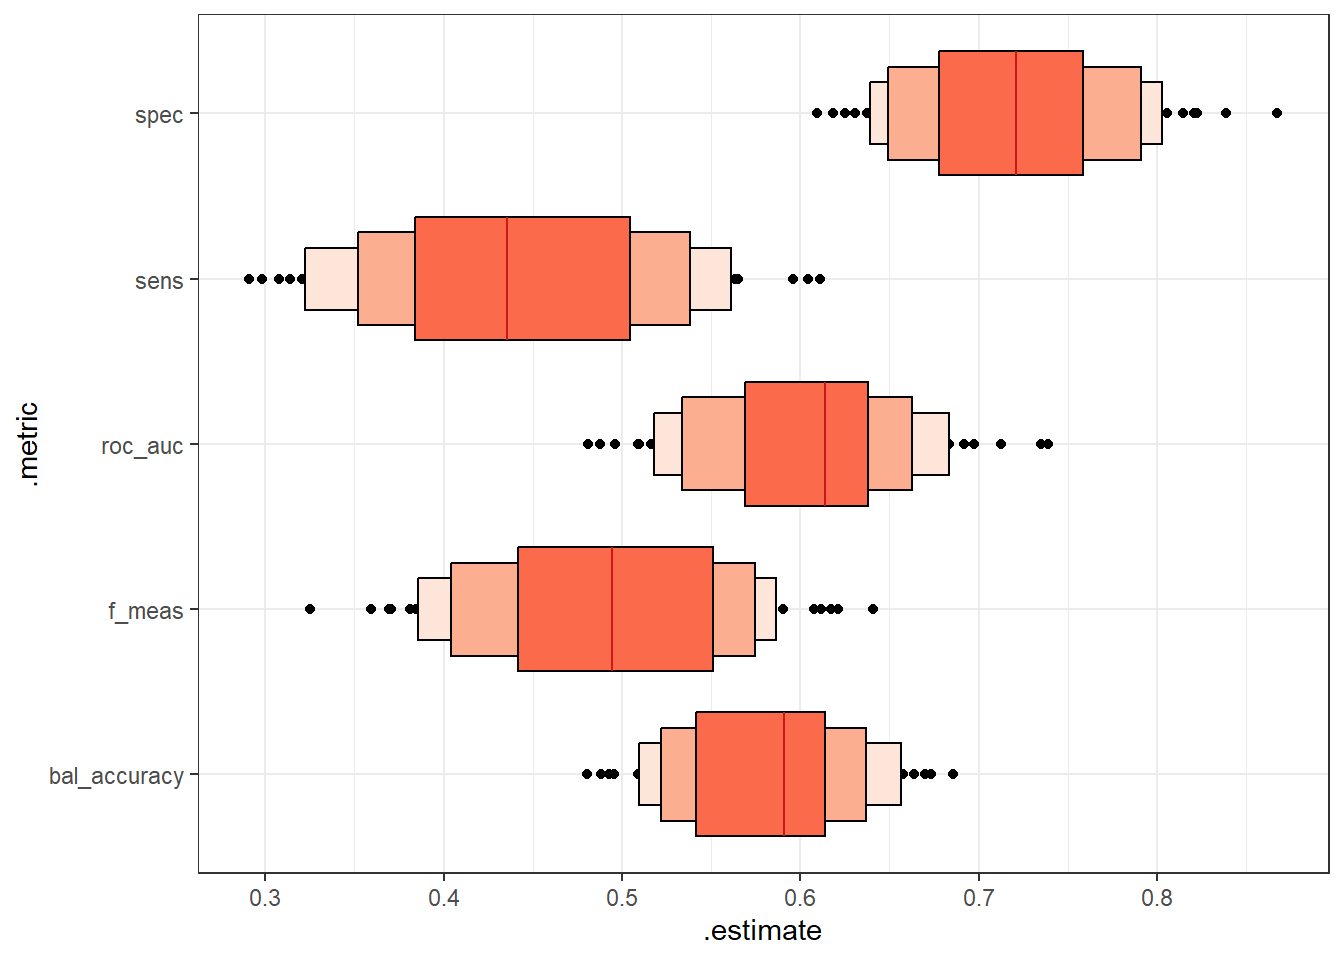 .metric
spec
sens
roc_auc
f_meas
bal_accuracy
0.3 0.4 0.5 0.6 0.7 0.8
.estimate